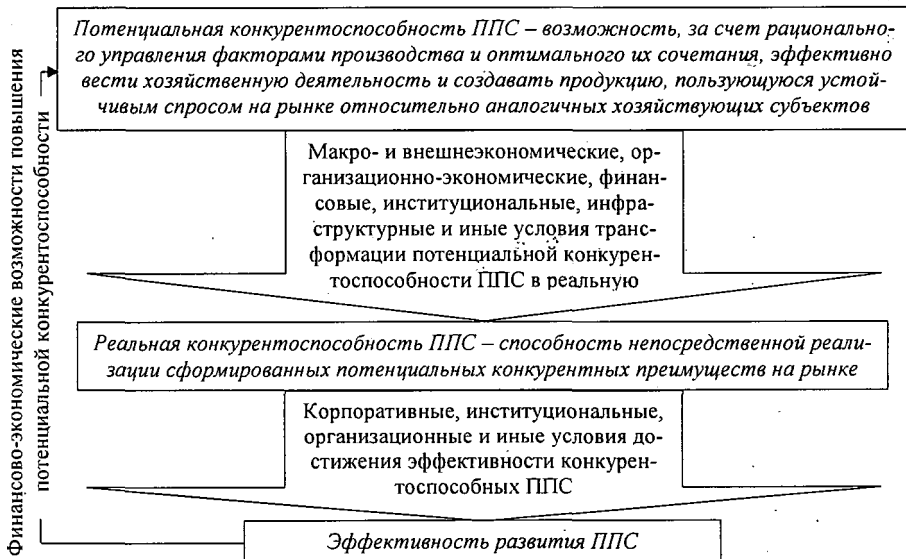 Финансово-экономические возможности повышения
потенциальной конкурентоспособности
Потенциальная конкурентоспособность ППС – возможность, за счет рационально-
го управления факторами производства и оптимального их сочетания, эффективно
вести хозяйственную деятельность и создавать продукцию, пользующуюся устой-
чивым спросом на рынке относительно аналогичных хозяйствующих субъектов
Макро- и внешнеэкономические, ор-
ганизационно-экономические, финан-
совые, институциональные, инфра-
структурные и иные условия транс-
формации потенциальной конкурен-
тоспособности ППС в реальную
Реальная конкурентоспособность ППС – способность непосредственной реали-
зации сформированных потенциальных конкурентных преимуществ на рынке
Корпоративные, институциональные,
организационные и иные условия до-
стижения эффективности конкурен-
тоспособных ППС
Эффективность развития ППС